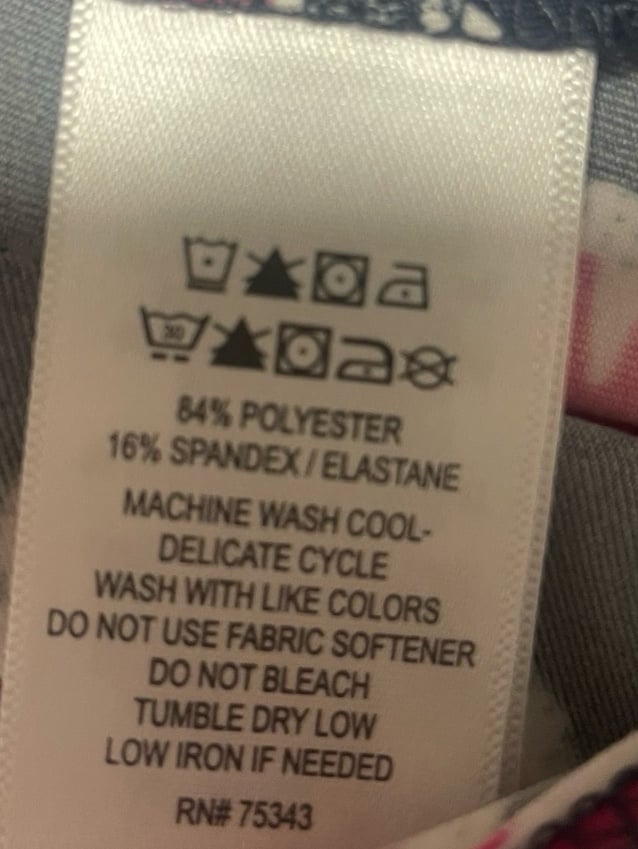 30
84% POLYESTER
16% SPANDEX / ELASTANE
MACHINE WASH COOL-
DELICATE CYCLE
WASH WITH LIKE COLORS
DO NOT USE FABRIC SOFTENER
DO NOT BLEACH
TUMBLE DRY LOW
LOW IRON IF NEEDED
RN# 75343